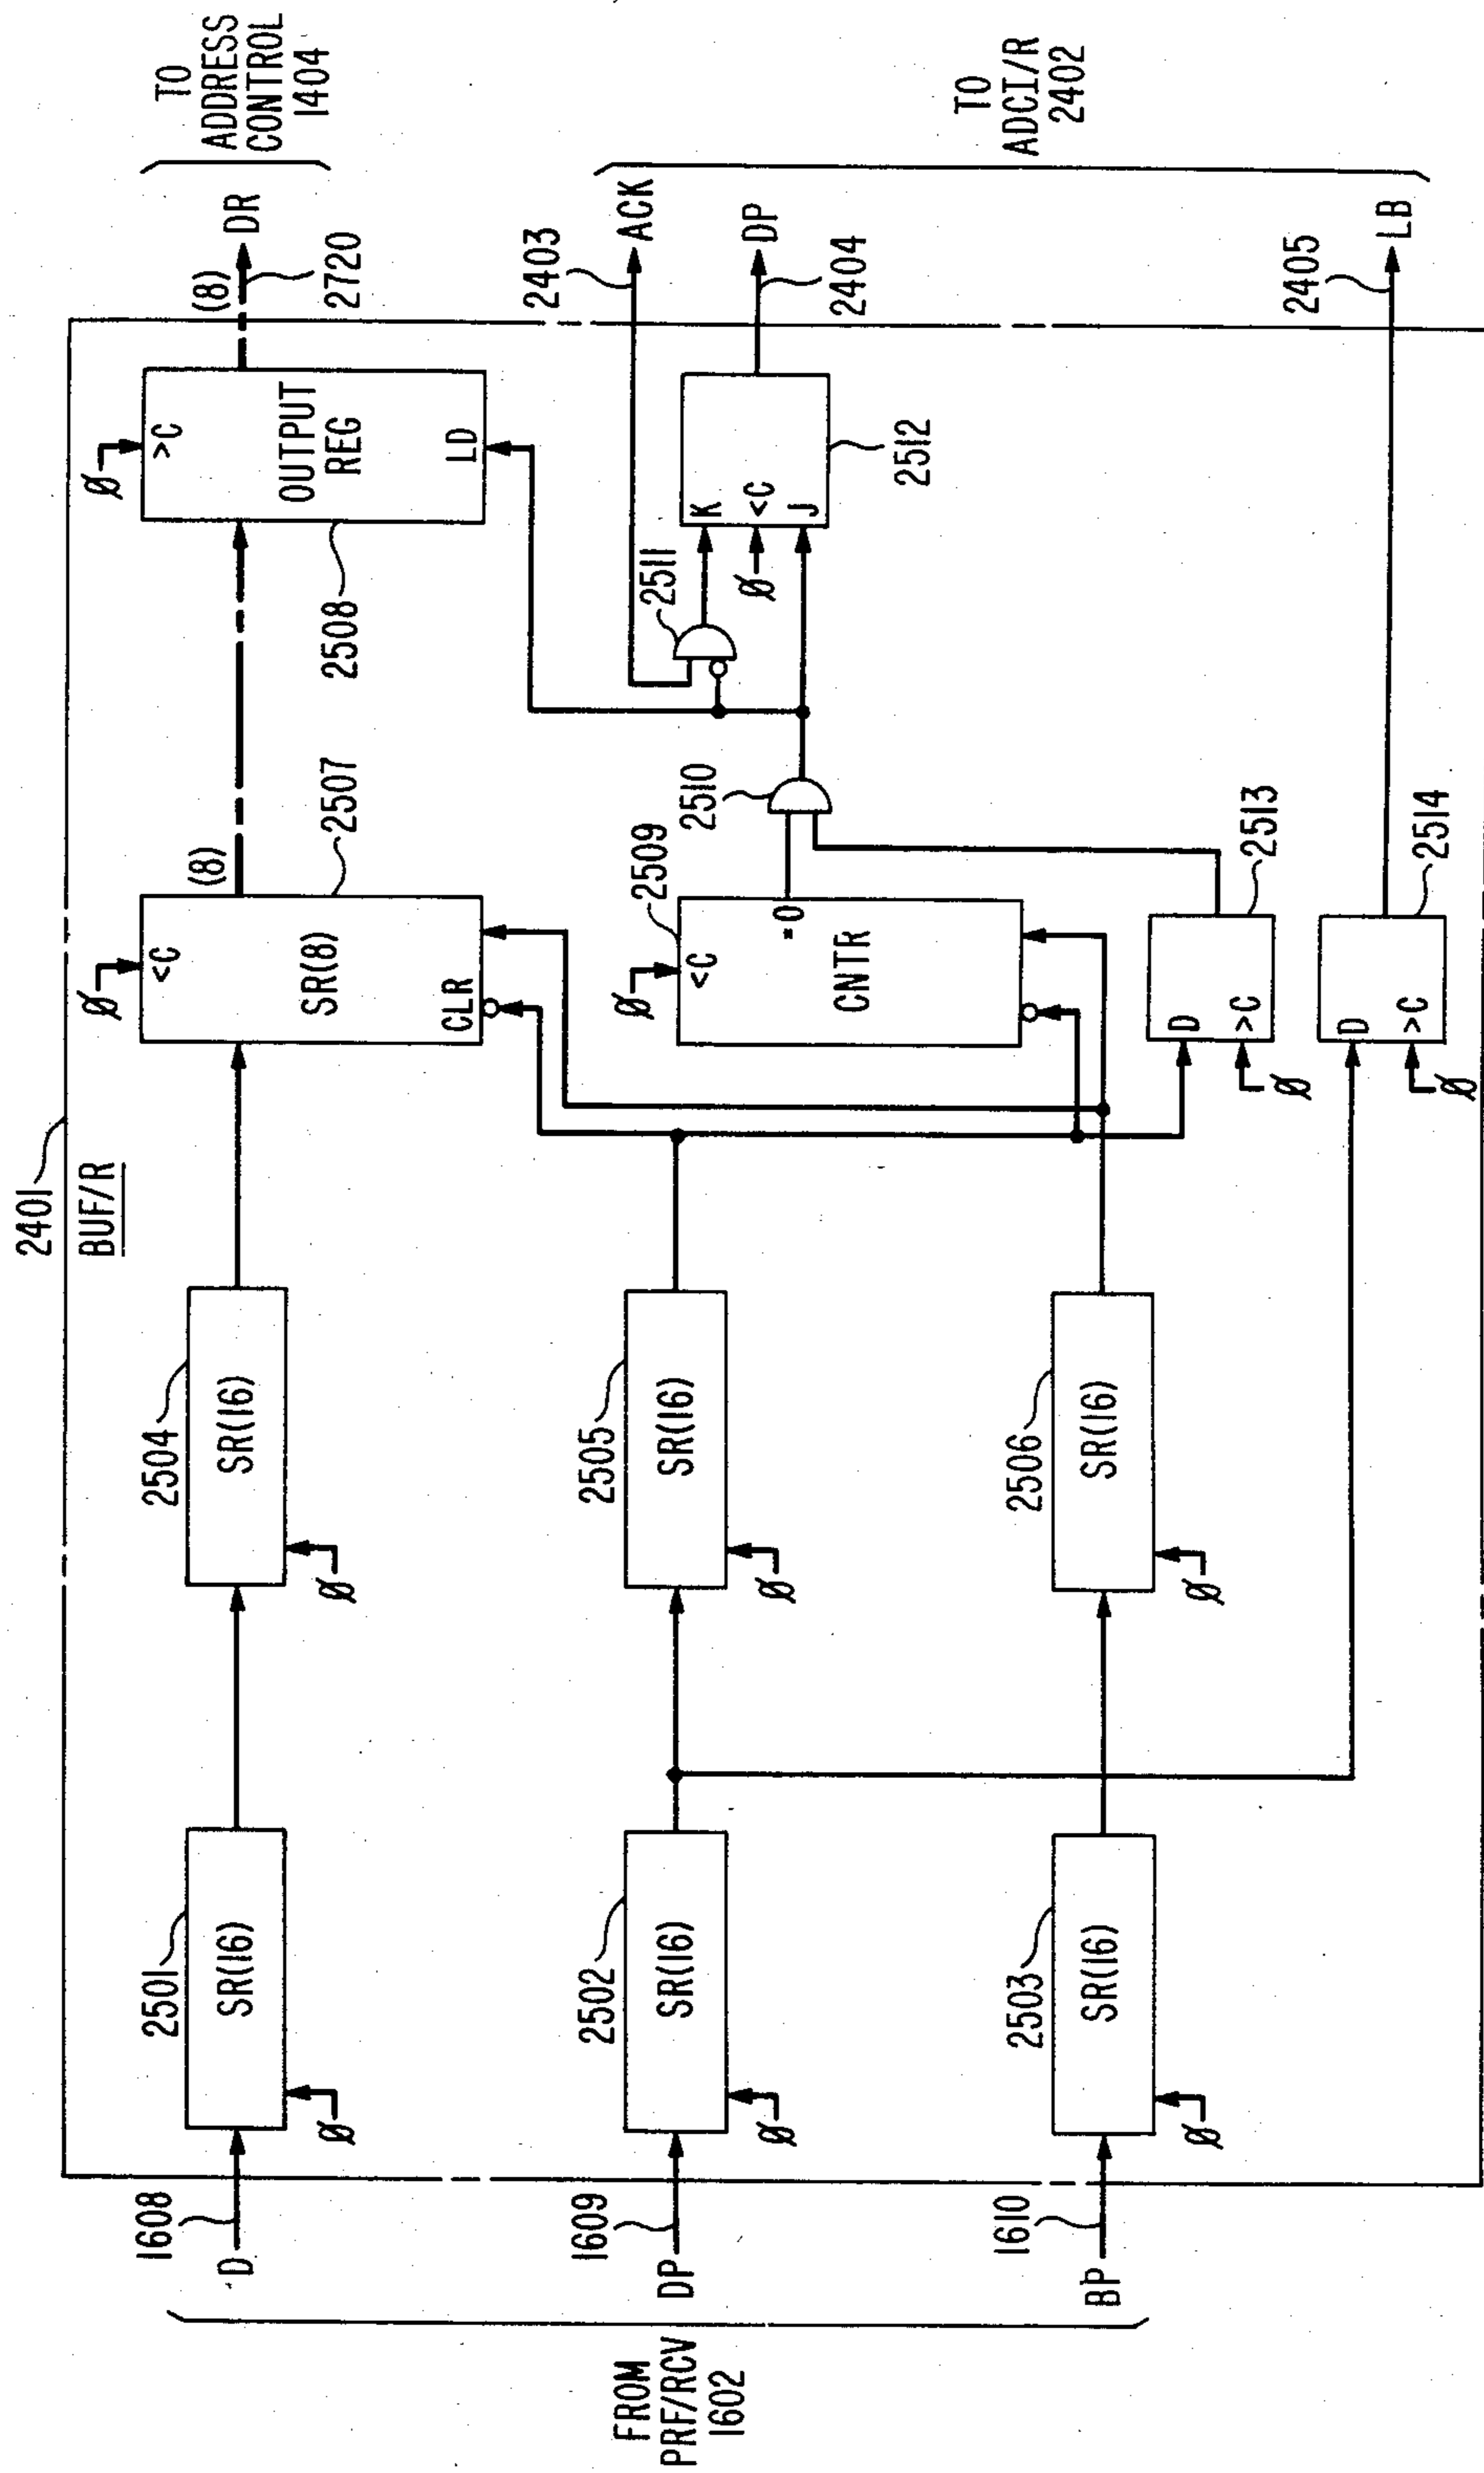 2401
BUF/R
FROM
PRF/RCV
1602
D
1608
DP
1609
BP
1610
2501
SR(16)
Ø
2502
SR(16)
Ø
2503
SR(16)
Ø
2504
SR(16)
Ø
2505
SR(16)
Ø
2506
SR(16)
Ø
Ø
<C
SR(8)
CLR
(8)
2507
Ø
<C
2509
=0
CNTR
2510
D
>C
Ø
2513
D
>C
Ø
2514
2508
Ø
>C
OUTPUT
REG
LD
2511
K
<C
J
Ø
2512
(8)
DR
2720
TO
ADDRESS
CONTROL
1404
2403
ACK
DP
2404
2405
LB
TO
ADCI/R
2402